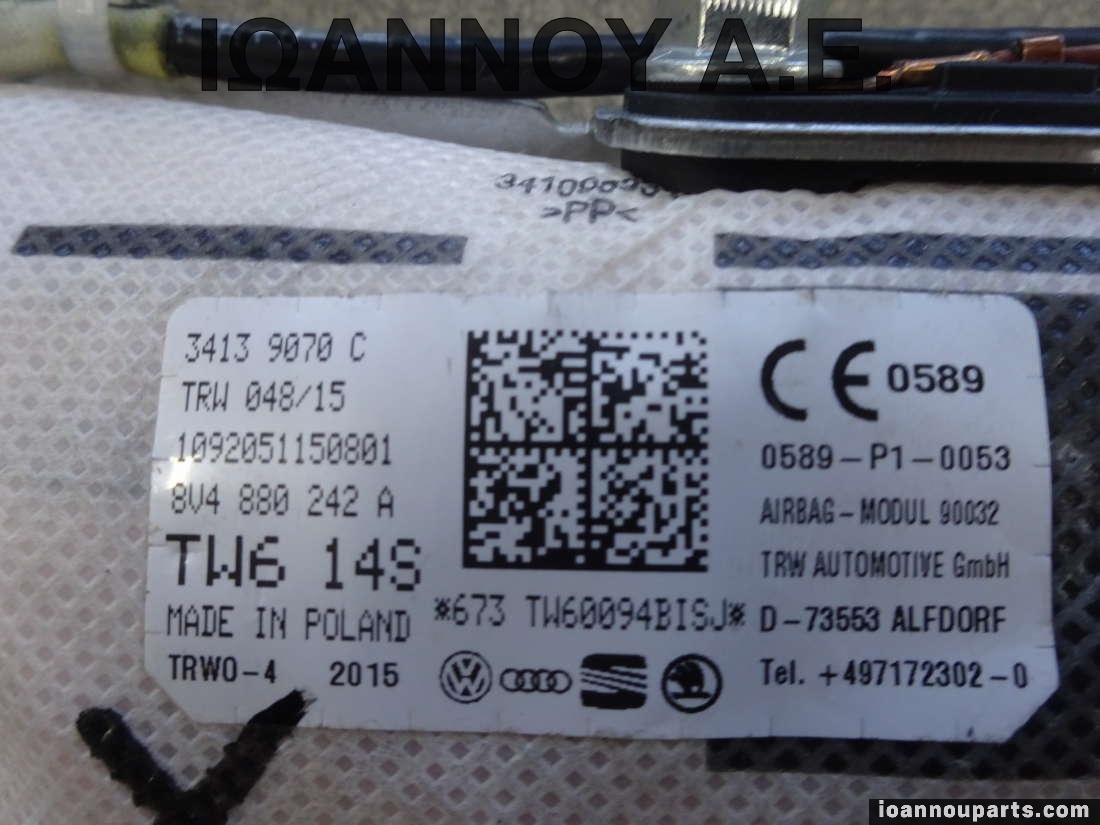 ΙΩΑΝΝΟΥ Α.Ε.
>PP<
3413 9070 C
TRW 048/15
1092051150801
8V4 880 242 A
TW6 14S
MADE IN POLAND
TRWO-4 2015
*673 TW60094BISJ*
CE 0589
0589-P1-0053
AIRBAG-MODUL 90032
TRW AUTOMOTIVE GmbH
D-73553 ALFDORF
Tel. +497172302-0
ioannouparts.com